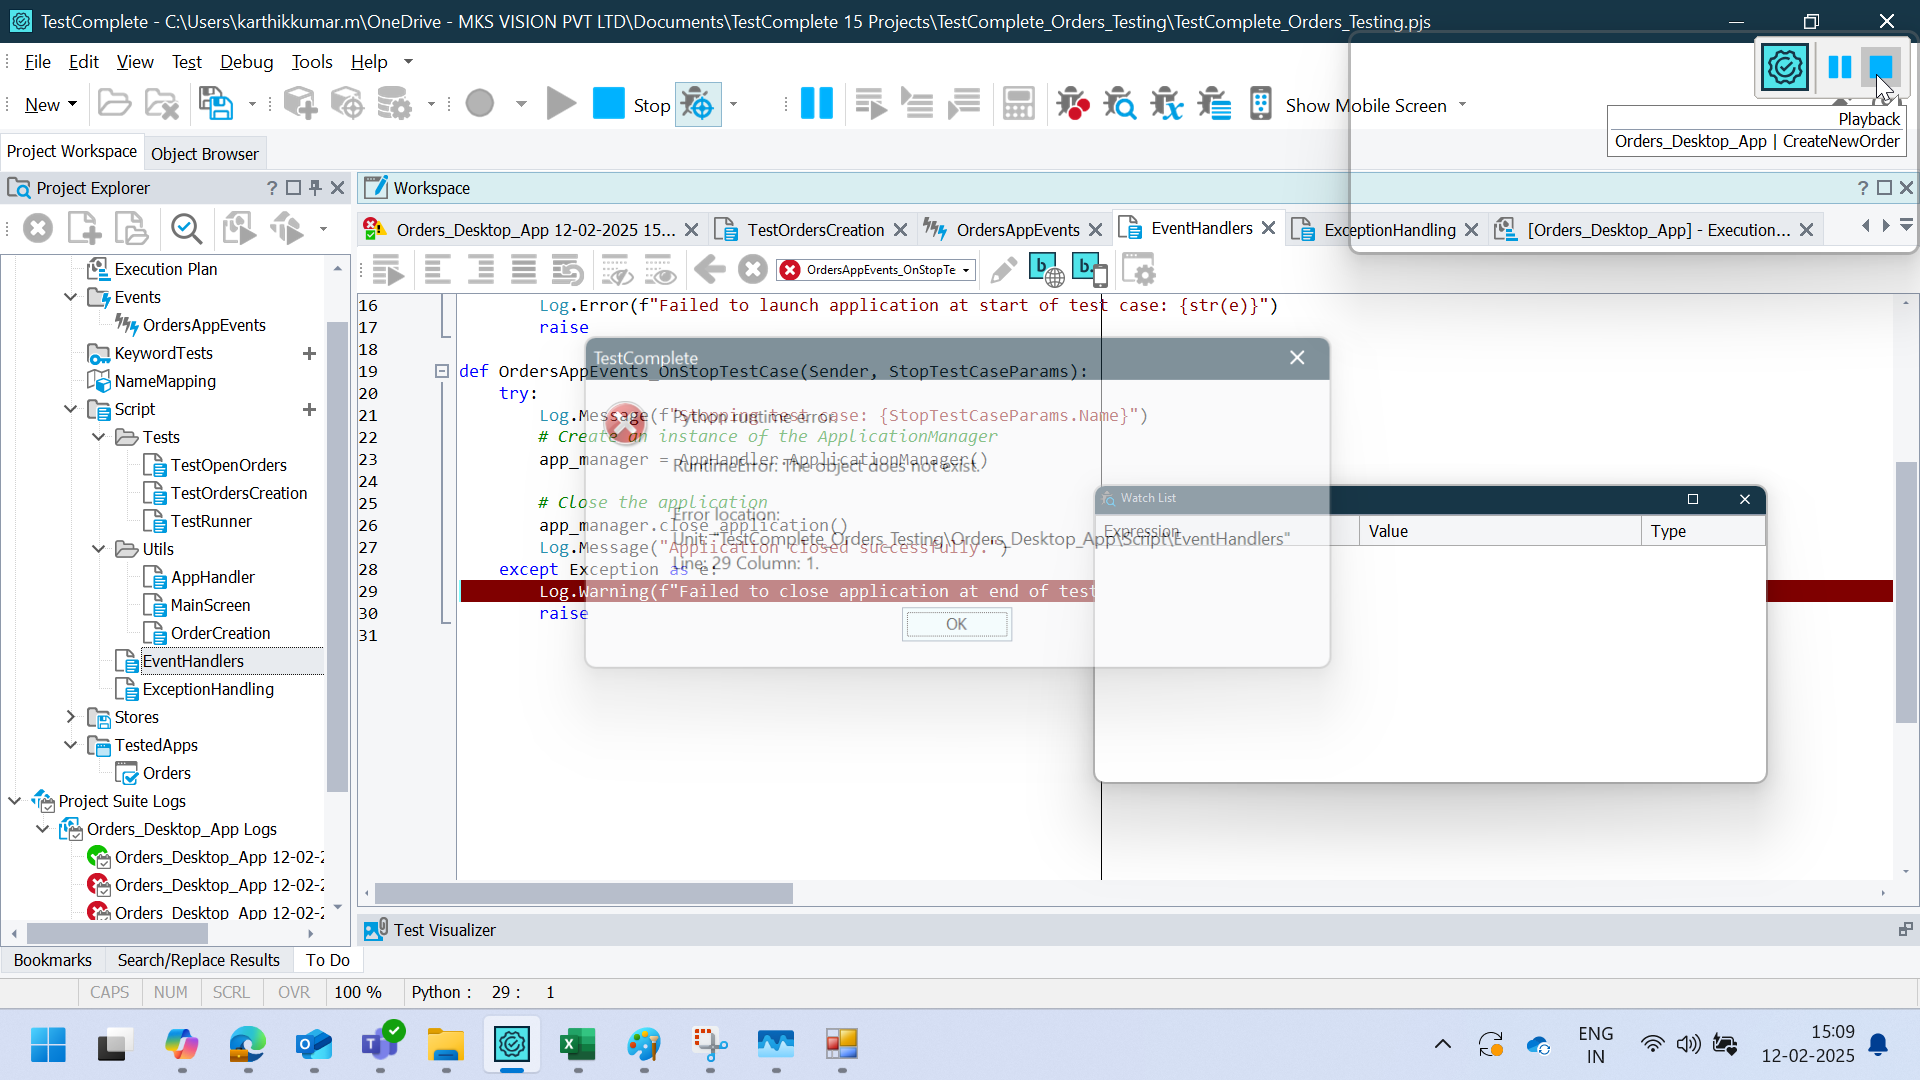 TestComplete - C:\Users\karthikkumar.m\OneDrive - MKS VISION PVT LTD\Documents\TestComplete 15 Projects\TestComplete_Orders_Testing\TestComplete_Orders_Testing.pjs
File Edit View Test Debug Tools Help
New Stop Show Mobile Screen
Playback
Orders_Desktop_App | CreateNewOrder
Project Workspace Object Browser
Project Explorer
Workspace
Orders_Desktop_App 12-02-2025 15... TestOrdersCreation OrdersAppEvents EventHandlers ExceptionHandling [Orders_Desktop_App] - Execution...
OrdersAppEvents_OnStopTe
Execution Plan
Events
OrdersAppEvents
KeywordTests
NameMapping
Script
Tests
TestOpenOrders
TestOrdersCreation
TestRunner
Utils
AppHandler
MainScreen
OrderCreation
EventHandlers
ExceptionHandling
Stores
TestedApps
Orders
Project Suite Logs
Orders_Desktop_App Logs
Orders_Desktop_App 12-02-2
Orders_Desktop_App 12-02-2
Orders_Desktop_App 12-02-2
16 Log.Error(f"Failed to launch application at start of test case: {str(e)}")
17 raise
18
19 def OrdersAppEvents_OnStopTestCase(Sender, StopTestCaseParams):
20 try:
21 Log.Message(f"Stopping test case: {StopTestCaseParams.Name}")
22 # Create an instance of the ApplicationManager
23 app_manager = AppHandler.ApplicationManager()
24
25 # Close the application
26 app_manager.close_application()
27 Log.Message("Application closed successfully.")
28 except Exception as e:
29 Log.Warning(f"Failed to close application at end of test
30 raise
31
TestComplete
Python runtime error.
RuntimeError: The object does not exist.
Error location:
Unit: "TestComplete_Orders_Testing\Orders_Desktop_App\Script\EventHandlers"
Line: 29 Column: 1.
OK
Watch List
Expression Value Type
Test Visualizer
Bookmarks Search/Replace Results To Do
CAPS NUM SCRL OVR 100 % Python : 29 : 1
ENG
IN
15:09
12-02-2025